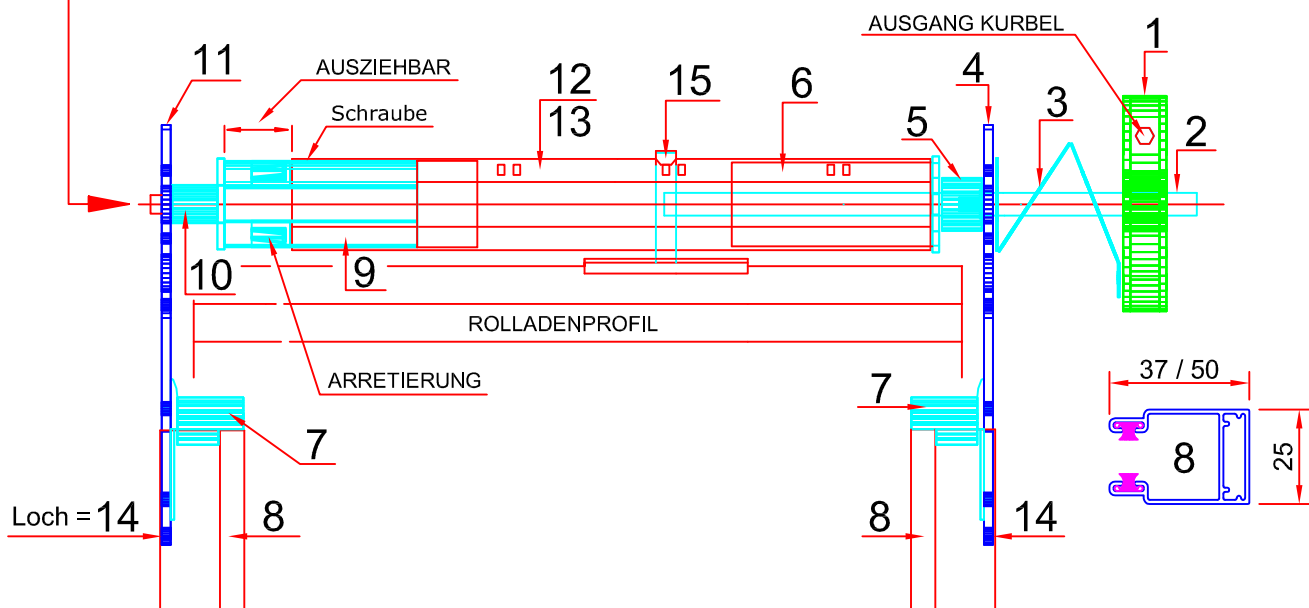 AUSGANG KURBEL
1
11
AUSZIEHBAR
12
13
15
6
4
3
5
2
Schraube
10
9
ROLLADENPROFIL
ARRETIERUNG
37 / 50
7
7
8
25
Loch = 14
8
8
14